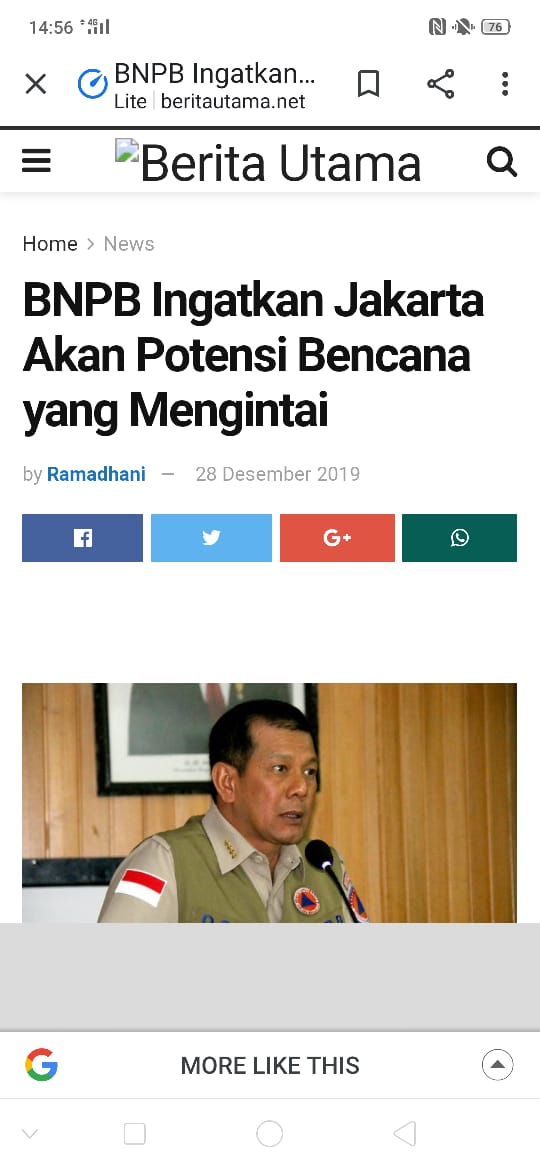 14:56 4G 76
BNPB Ingatkan...
Lite beritautama.net
Berita Utama
Home > News
BNPB Ingatkan Jakarta
Akan Potensi Bencana
yang Mengintai
by Ramadhani — 28 Desember 2019
G+
MORE LIKE THIS